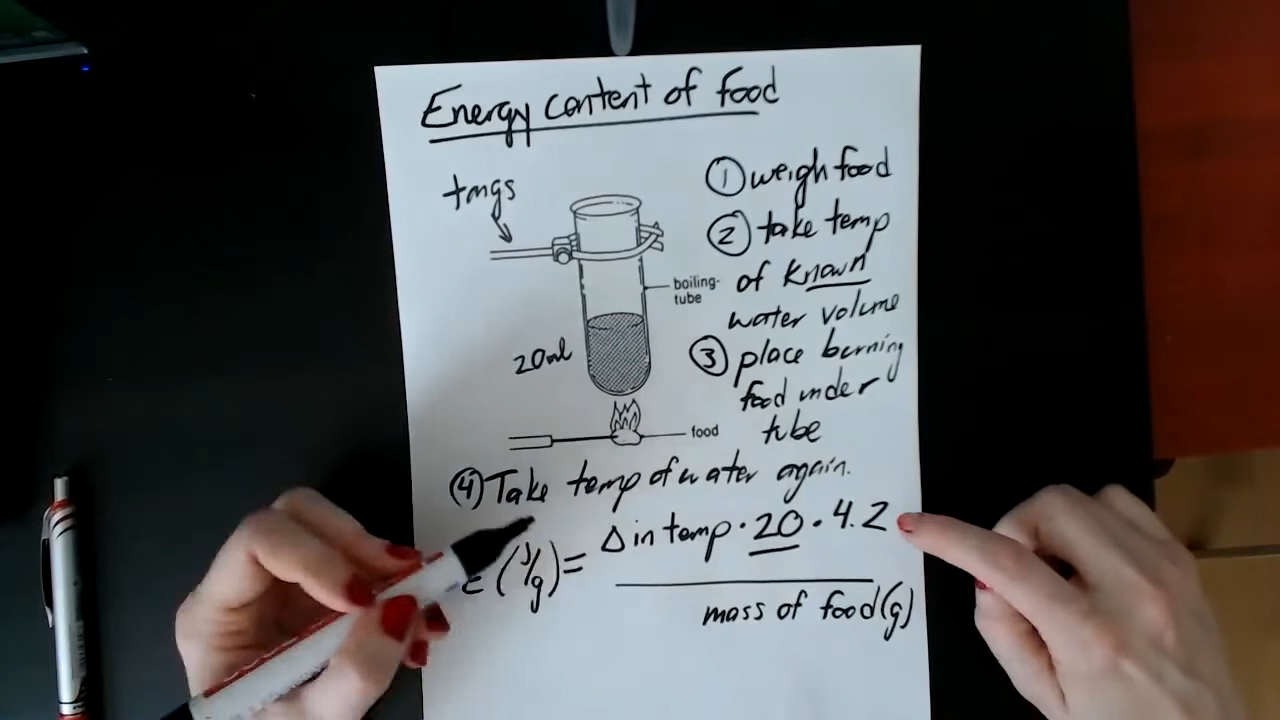 Energy content of food
tmgs
① weigh food
② take temp
of known
water volume
③ place burning
food under
tube
boiling-
tube
20ml
food
④ Take temp of water again.
E (J/g) = Δ in temp · 20 · 4.2
mass of food (g)